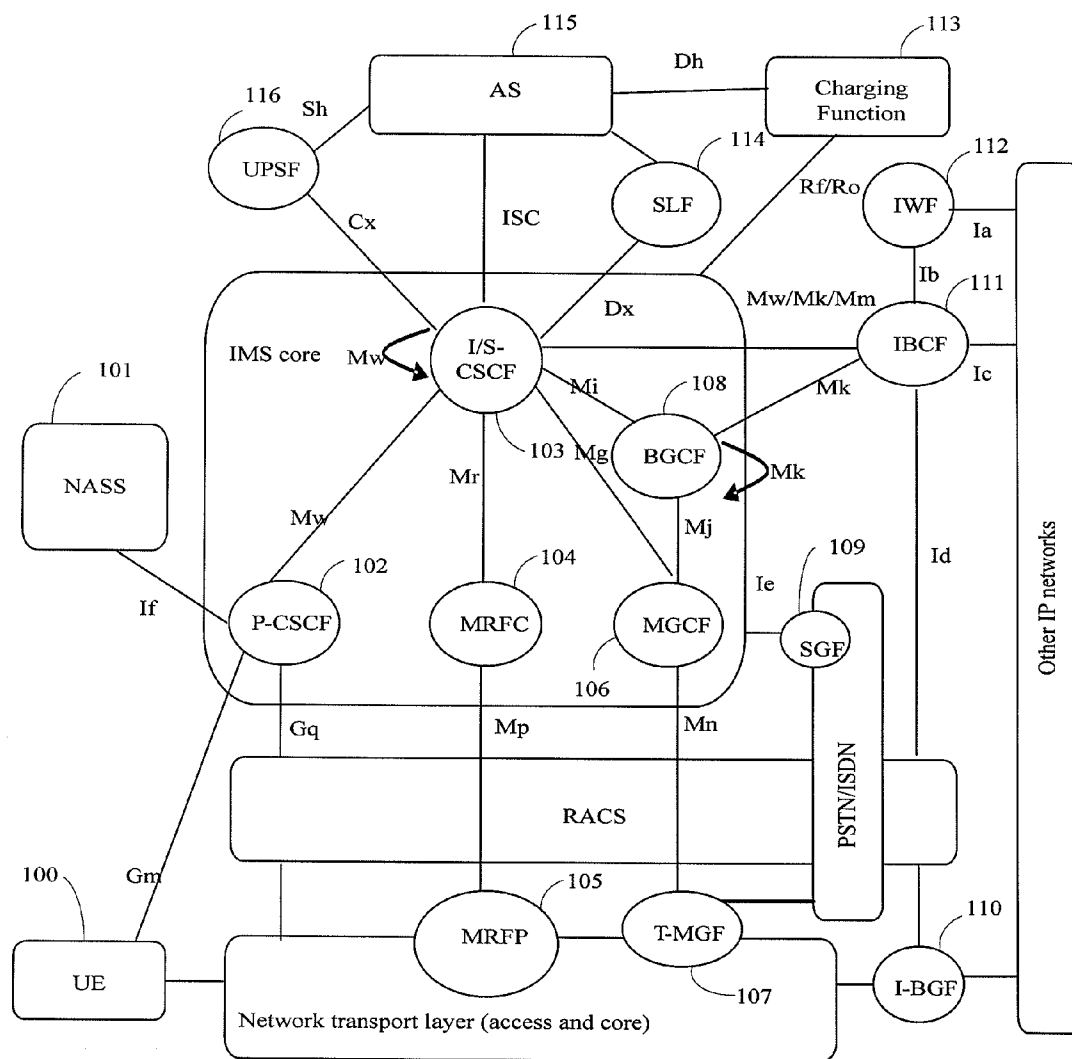 115
113
AS
Dh
Charging
Function
116
Sh
UPSF
114
SLF
Rf/Ro
112
IWF
Ia
Cx
ISC
Ib
111
Dx
Mw/Mk/Mm
IBCF
Ic
IMS core
Mw
I/S-
CSCF
101
Mi
108
Mk
103
Mg
BGCF
Mk
NASS
Mr
Mw
Mj
109
Id
102
104
Ie
If
P-CSCF
MRFC
MGCF
SGF
106
Other IP networks
Gq
Mp
Mn
PSTN/ISDN
RACS
100
Gm
105
110
UE
MRFP
T-MGF
107
I-BGF
Network transport layer (access and core)